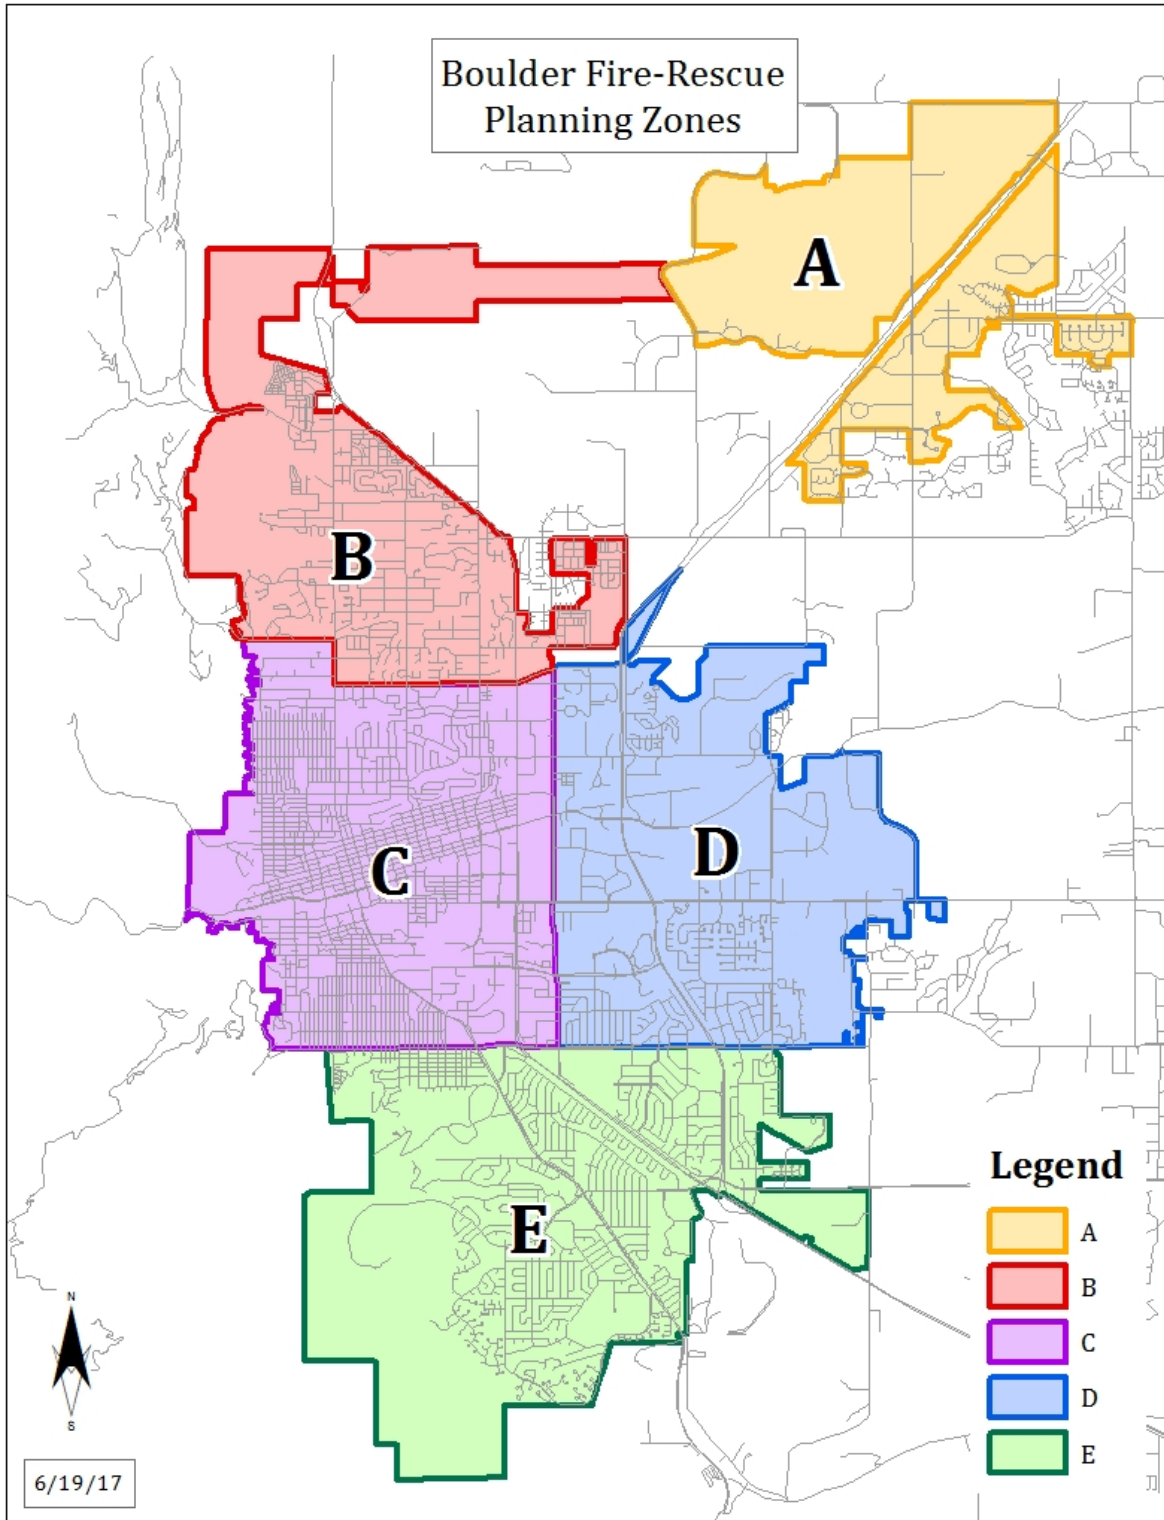 Boulder Fire-Rescue
Planning Zones
A
B
C
D
E
Legend
A
B
C
D
E
N
S
6/19/17